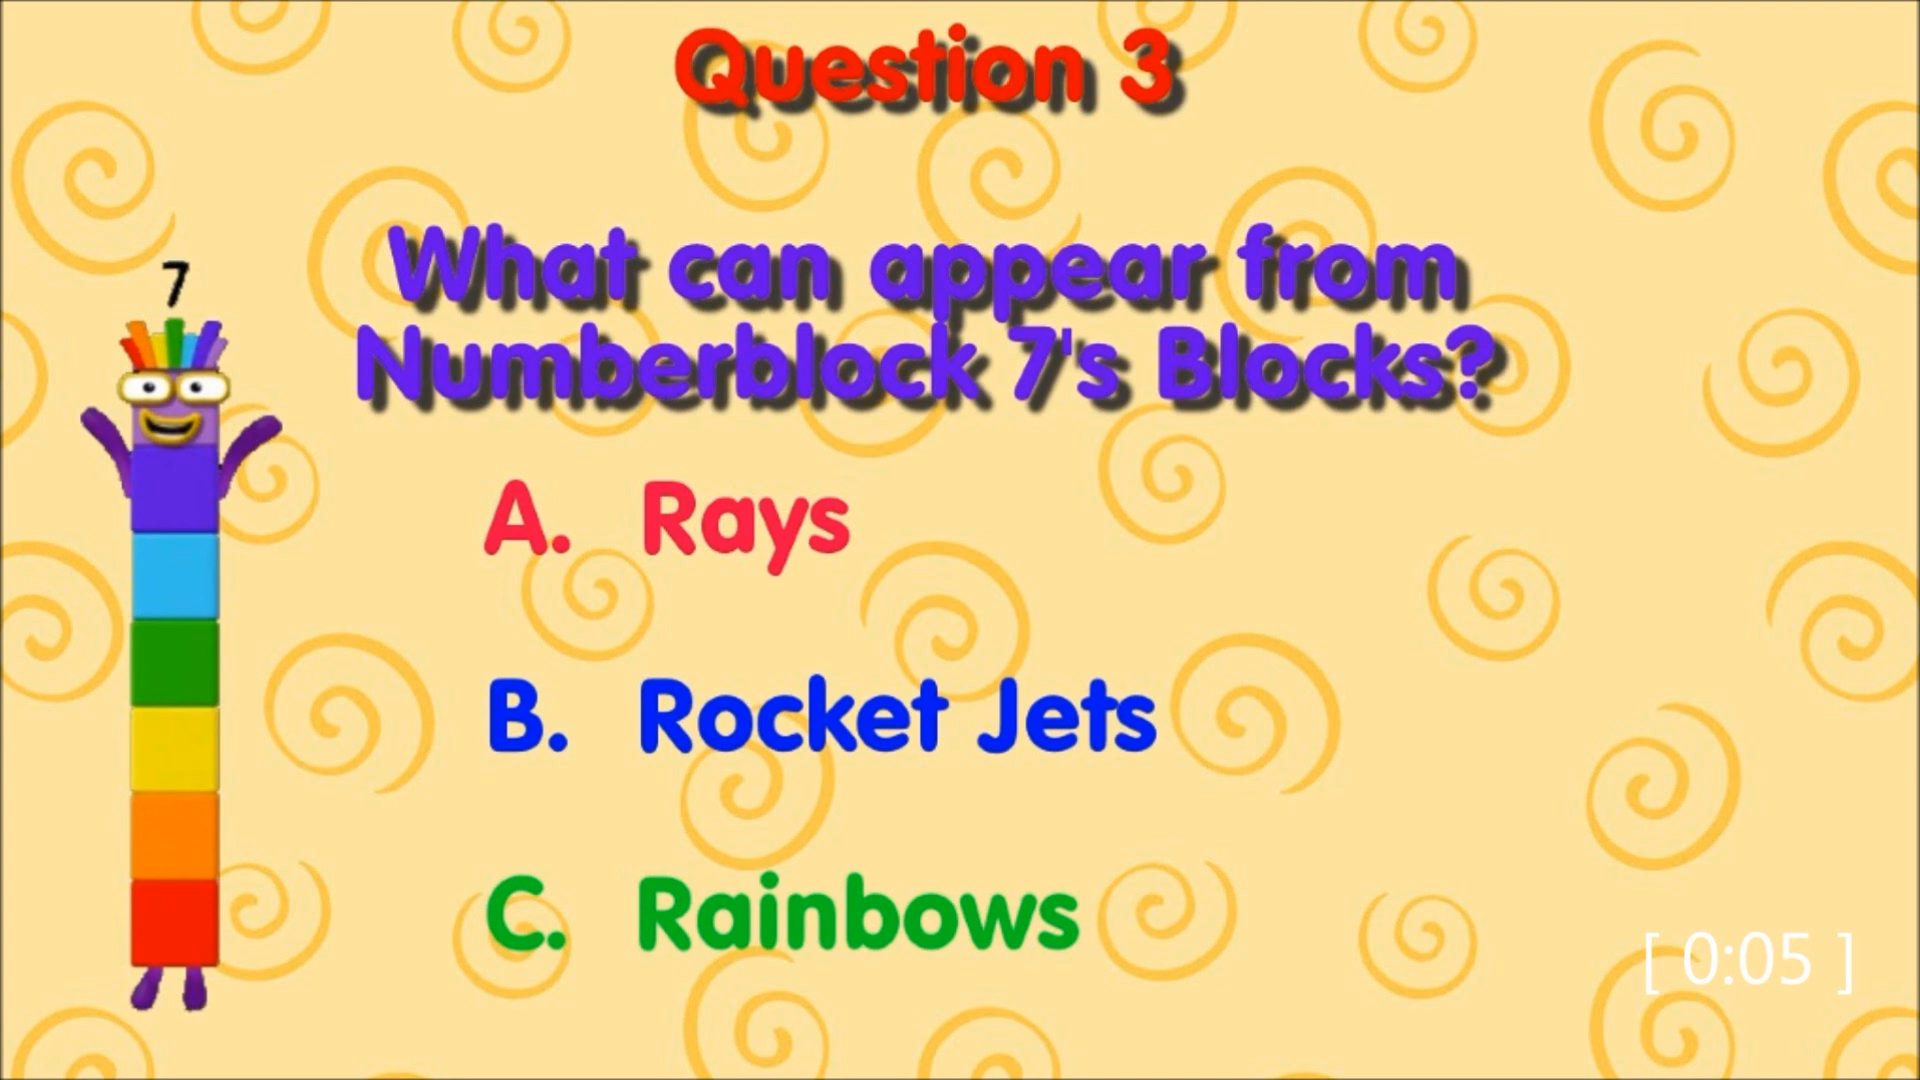 Question 3
What can appear from
Numberblock 7's Blocks?
7
A. Rays
B. Rocket Jets
C. Rainbows
[ 0:05 ]